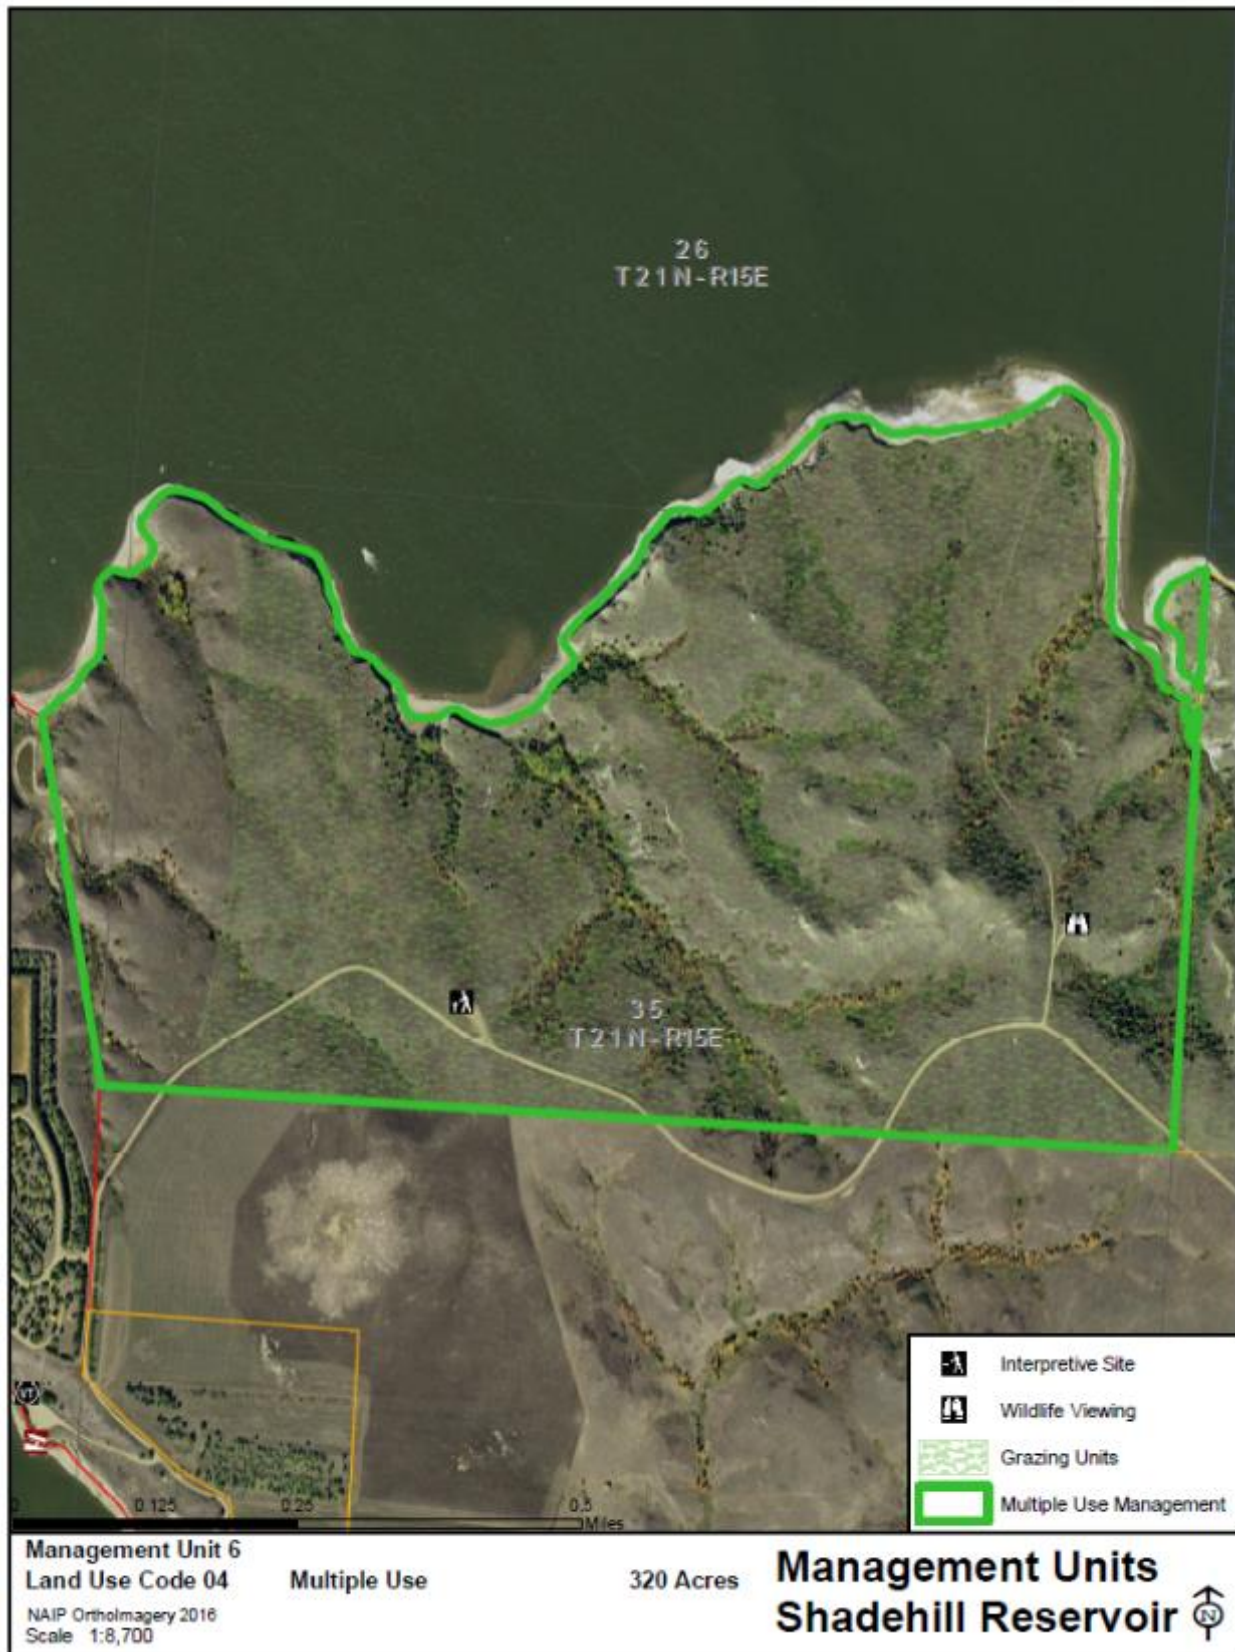 26
T21N-R15E
35
T21N-R15E
VT
Interpretive Site
Wildlife Viewing
Grazing Units
Multiple Use Management
0 0.125 0.25 0.5
Miles
Management Unit 6
Land Use Code 04 Multiple Use 320 Acres
NAIP OrthoImagery 2016
Scale 1:8,700
Management Units
Shadehill Reservoir
N